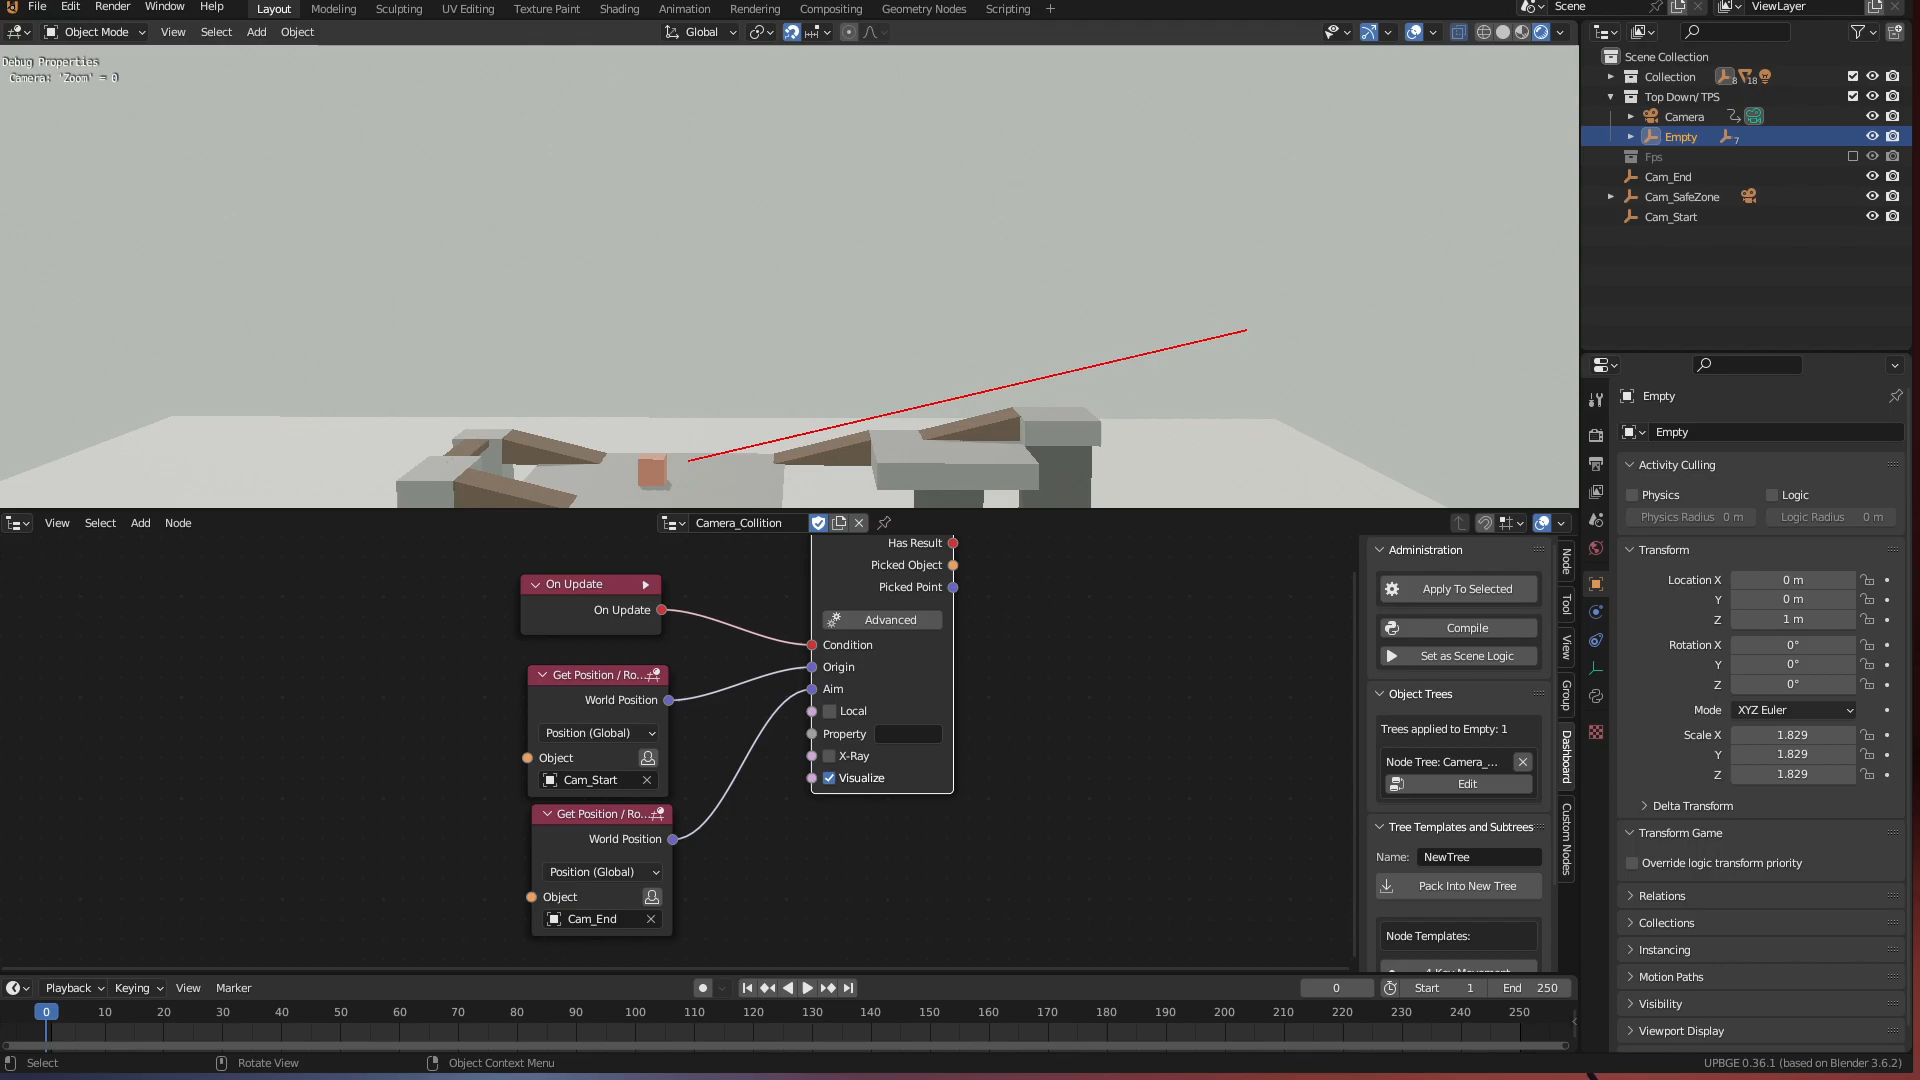 File Edit Render Window Help Layout Modeling Sculpting UV Editing Texture Paint Shading Animation Rendering Compositing Geometry Nodes Scripting + Scene ViewLayer
Object Mode View Select Add Object Global
Debug Properties
Camera: 'Zoom' = 0
Scene Collection
Collection 8 18
Top Down/ TPS
Camera
Empty 7
Fps
Cam_End
Cam_SafeZone
Cam_Start
Empty
Empty
Activity Culling
Physics Logic
Physics Radius 0 m Logic Radius 0 m
Transform
Location X 0 m
Y 0 m
Z 1 m
Rotation X 0°
Y 0°
Z 0°
Mode XYZ Euler
Scale X 1.829
Y 1.829
Z 1.829
Delta Transform
Transform Game
Override logic transform priority
Relations
Collections
Instancing
Motion Paths
Visibility
Viewport Display
View Select Add Node Camera_Collition
Has Result
Picked Object
Picked Point
Advanced
Condition
Origin
Aim
Local
Property
X-Ray
Visualize
On Update
On Update
Get Position / Ro...
World Position
Position (Global)
Object
Cam_Start
Get Position / Ro...
World Position
Position (Global)
Object
Cam_End
Administration
Apply To Selected
Compile
Set as Scene Logic
Object Trees
Trees applied to Empty: 1
Node Tree: Camera_...
Edit
Tree Templates and Subtrees
Name: NewTree
Pack Into New Tree
Node Templates:
Node
Tool
View
Group
Dashboard
Custom Nodes
Playback Keying View Marker 0 Start 1 End 250
0 10 20 30 40 50 60 70 80 90 100 110 120 130 140 150 160 170 180 190 200 210 220 230 240 250
Select Rotate View Object Context Menu UPBGE 0.36.1 (based on Blender 3.6.2)